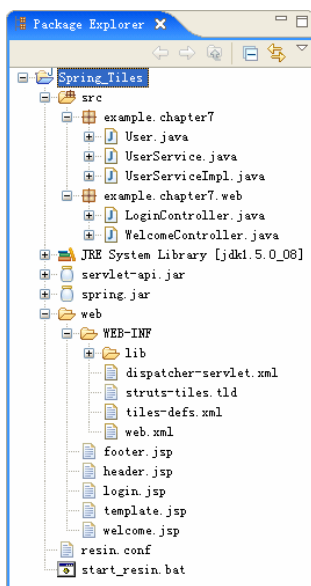 Package Explorer
Spring_Tiles
src
example.chapter7
User.java
UserService.java
UserServiceImpl.java
example.chapter7.web
LoginController.java
WelcomeController.java
JRE System Library [jdk1.5.0_08]
servlet-api.jar
spring.jar
web
WEB-INF
lib
dispatcher-servlet.xml
struts-tiles.tld
tiles-defs.xml
web.xml
footer.jsp
header.jsp
login.jsp
template.jsp
welcome.jsp
resin.conf
start_resin.bat